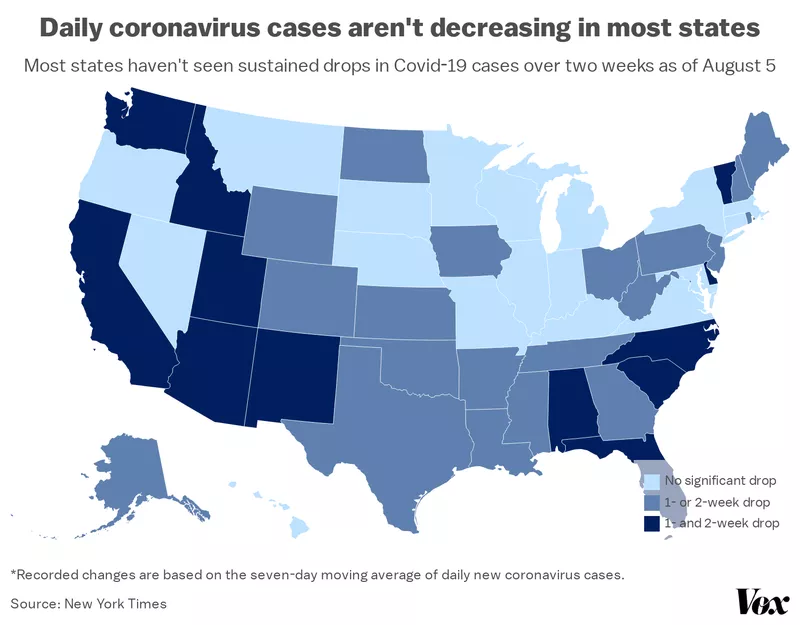 Daily coronavirus cases aren't decreasing in most states
Most states haven't seen sustained drops in Covid-19 cases over two weeks as of August 5
No significant drop
1- or 2-week drop
1- and 2-week drop
*Recorded changes are based on the seven-day moving average of daily new coronavirus cases.
Source: New York Times
Vox